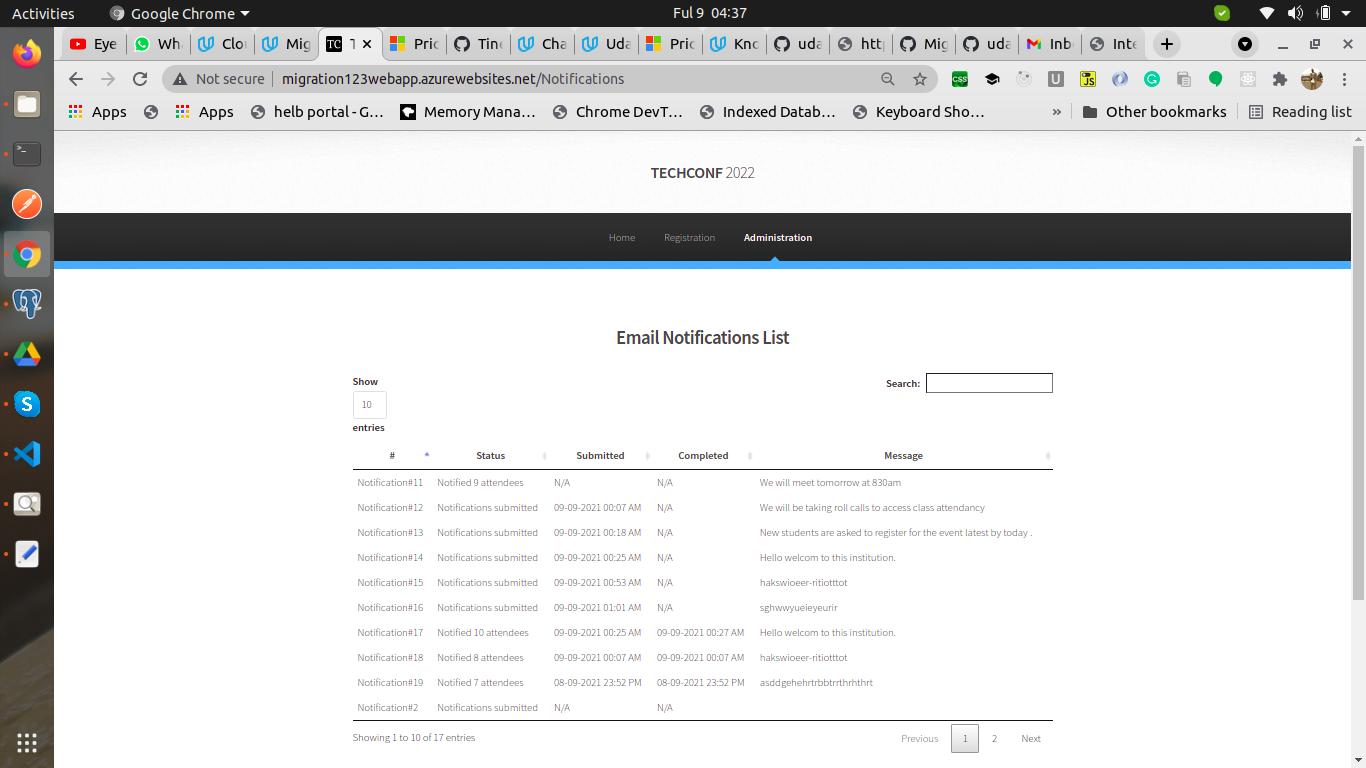 Activities Google Chrome Ful 9 04:37
Eye Wha Clou Mig T Pric Tine Cha Uda Pric Kno uda http Mig uda Inb Inte
Not secure migration123webapp.azurewebsites.net/Notifications
Apps Apps helb portal - G… Memory Mana… Chrome DevT… Indexed Datab… Keyboard Sho… » Other bookmarks Reading list
TECHCONF 2022
Home Registration Administration
Email Notifications List
Show
10
entries
Search:
# Status Submitted Completed Message
Notification#11 Notified 9 attendees N/A N/A We will meet tomorrow at 830am
Notification#12 Notifications submitted 09-09-2021 00:07 AM N/A We will be taking roll calls to access class attendancy
Notification#13 Notifications submitted 09-09-2021 00:18 AM N/A New students are asked to register for the event latest by today .
Notification#14 Notifications submitted 09-09-2021 00:25 AM N/A Hello welcom to this institution.
Notification#15 Notifications submitted 09-09-2021 00:53 AM N/A hakswioeer-ritiotttot
Notification#16 Notifications submitted 09-09-2021 01:01 AM N/A sghwwyueieyeurir
Notification#17 Notified 10 attendees 09-09-2021 00:25 AM 09-09-2021 00:27 AM Hello welcom to this institution.
Notification#18 Notified 8 attendees 09-09-2021 00:07 AM 09-09-2021 00:07 AM hakswioeer-ritiotttot
Notification#19 Notified 7 attendees 08-09-2021 23:52 PM 08-09-2021 23:52 PM asddgehehrtrbbtrrthrhthrt
Notification#2 Notifications submitted N/A N/A
Showing 1 to 10 of 17 entries Previous 1 2 Next